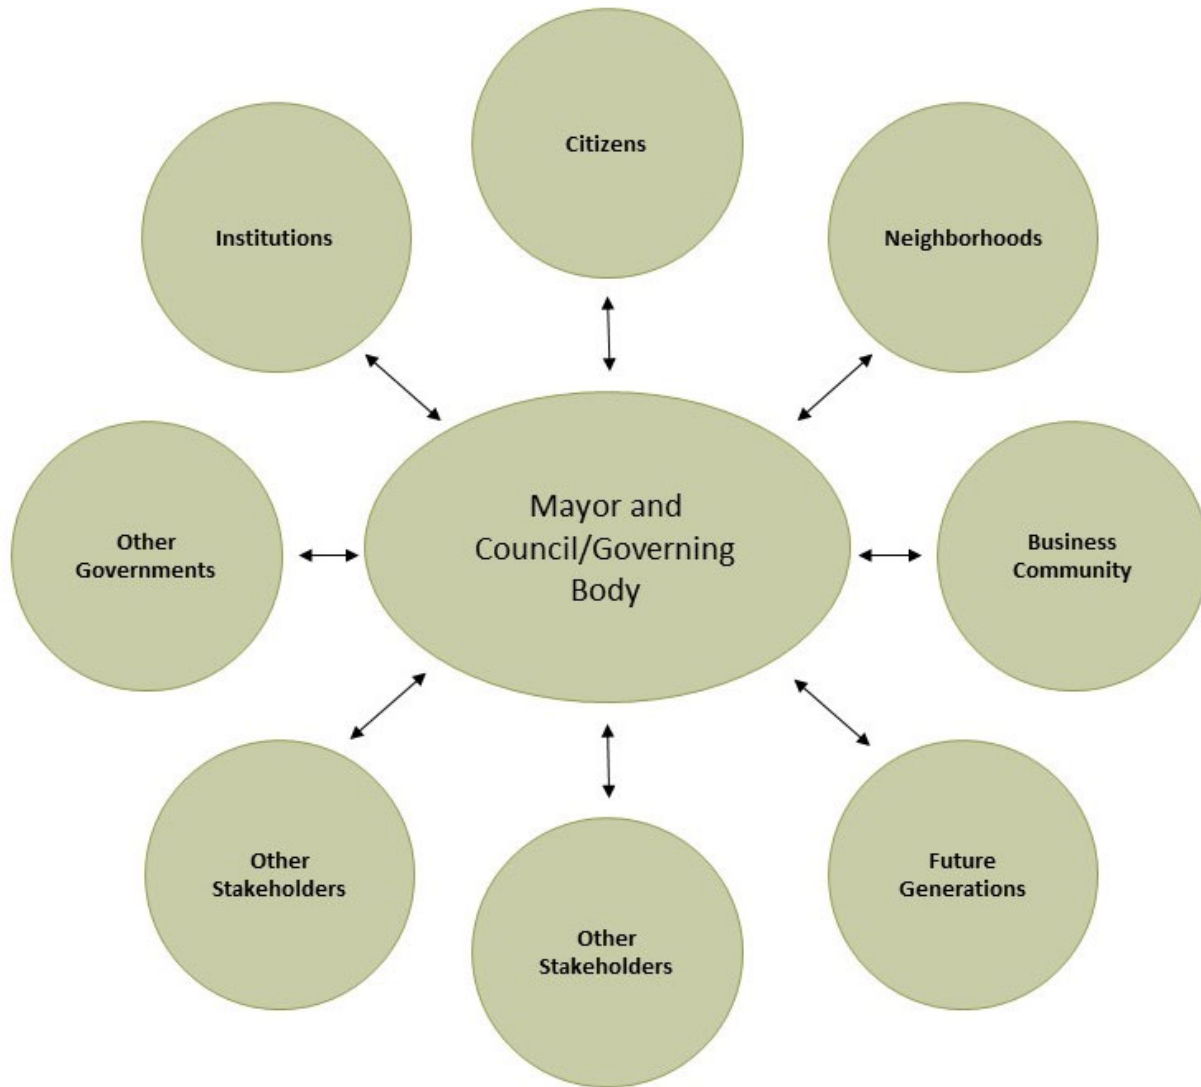 Citizens
Institutions
Neighborhoods
Mayor and
Council/Governing
Body
Other
Governments
Business
Community
Other
Stakeholders
Future
Generations
Other
Stakeholders